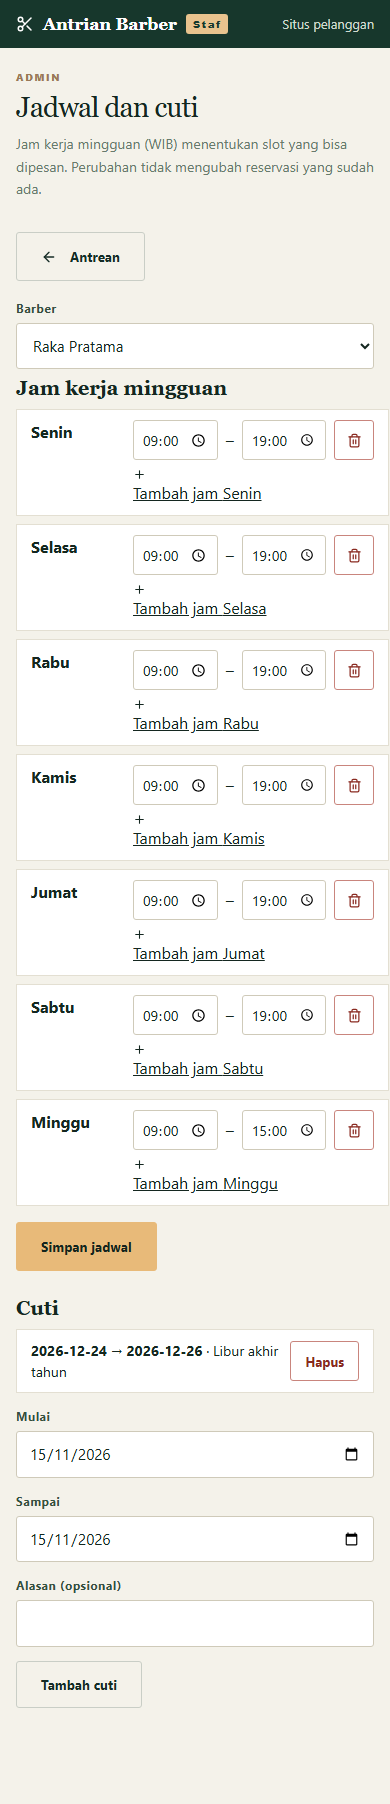 Antrian Barber Staf Situs pelanggan
ADMIN
Jadwal dan cuti
Jam kerja mingguan (WIB) menentukan slot yang bisa
dipesan. Perubahan tidak mengubah reservasi yang sudah
ada.
← Antrean
Barber
Raka Pratama
Jam kerja mingguan
Senin 09:00 – 19:00
+
Tambah jam Senin
Selasa 09:00 – 19:00
+
Tambah jam Selasa
Rabu 09:00 – 19:00
+
Tambah jam Rabu
Kamis 09:00 – 19:00
+
Tambah jam Kamis
Jumat 09:00 – 19:00
+
Tambah jam Jumat
Sabtu 09:00 – 19:00
+
Tambah jam Sabtu
Minggu 09:00 – 15:00
+
Tambah jam Minggu
Simpan jadwal
Cuti
2026-12-24 → 2026-12-26 · Libur akhir
tahun
Hapus
Mulai
15/11/2026
Sampai
15/11/2026
Alasan (opsional)
Tambah cuti